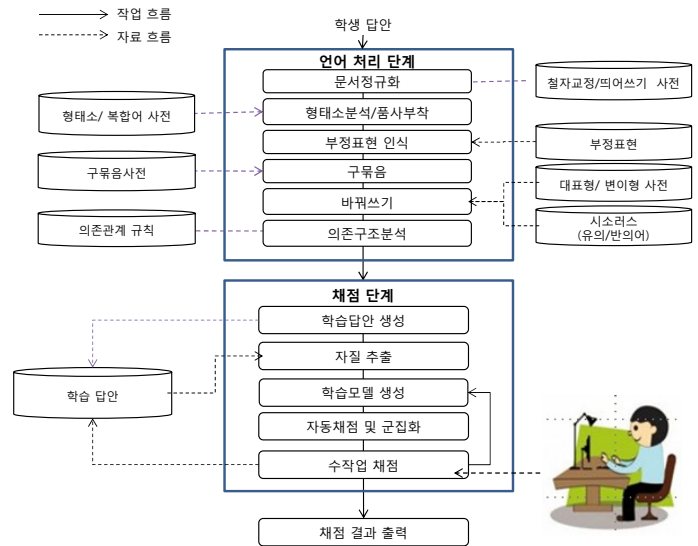 작업 흐름
자료 흐름
학생 답안
언어 처리 단계
문서정규화
철자교정/띄어쓰기 사전
형태소/ 복합어 사전
형태소분석/품사부착
부정표현 인식
부정표현
구묶음사전
구묶음
대표형/ 변이형 사전
바꿔쓰기
시소러스
(유의/반의어)
의존관계 규칙
의존구조분석
채점 단계
학습답안 생성
자질 추출
학습 답안
학습모델 생성
자동채점 및 군집화
수작업 채점
채점 결과 출력